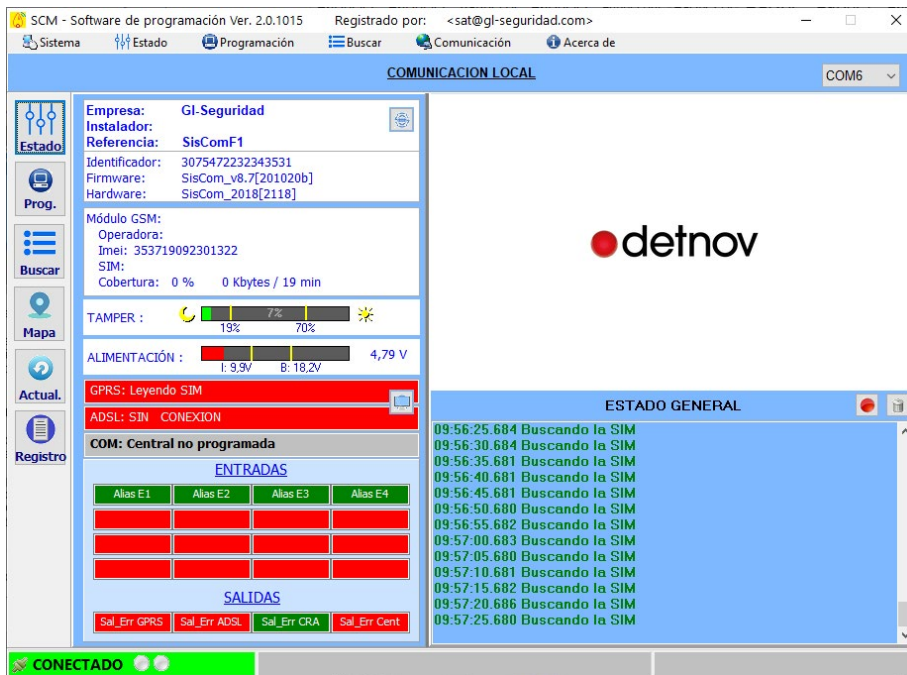 SCM - Software de programación Ver. 2.0.1015 Registrado por: <sat@gl-seguridad.com>
Sistema Estado Programación Buscar Comunicación Acerca de
COMUNICACION LOCAL
COM6
Estado
Prog.
Buscar
Mapa
Actual.
Registro
Empresa: Gl-Seguridad
Instalador:
Referencia: SisComF1
Identificador: 3075472232343531
Firmware: SisCom_v8.7[201020b]
Hardware: SisCom_2018[2118]
Módulo GSM:
Operadora:
Imei: 353719092301322
SIM:
Cobertura: 0 % 0 Kbytes / 19 min
TAMPER : 7%
19% 70%
ALIMENTACIÓN : 4,79 V
I: 9,9V B: 18,2V
GPRS: Leyendo SIM
ADSL: SIN CONEXION
COM: Central no programada
ENTRADAS
Alias E1 Alias E2 Alias E3 Alias E4
SALIDAS
Sal_Err GPRS Sal_Err ADSL Sal_Err CRA Sal_Err Cent
detnov
ESTADO GENERAL
09:56:25.684 Buscando la SIM
09:56:30.684 Buscando la SIM
09:56:35.681 Buscando la SIM
09:56:40.681 Buscando la SIM
09:56:45.681 Buscando la SIM
09:56:50.680 Buscando la SIM
09:56:55.682 Buscando la SIM
09:57:00.683 Buscando la SIM
09:57:05.680 Buscando la SIM
09:57:10.681 Buscando la SIM
09:57:15.682 Buscando la SIM
09:57:20.686 Buscando la SIM
09:57:25.680 Buscando la SIM
CONECTADO